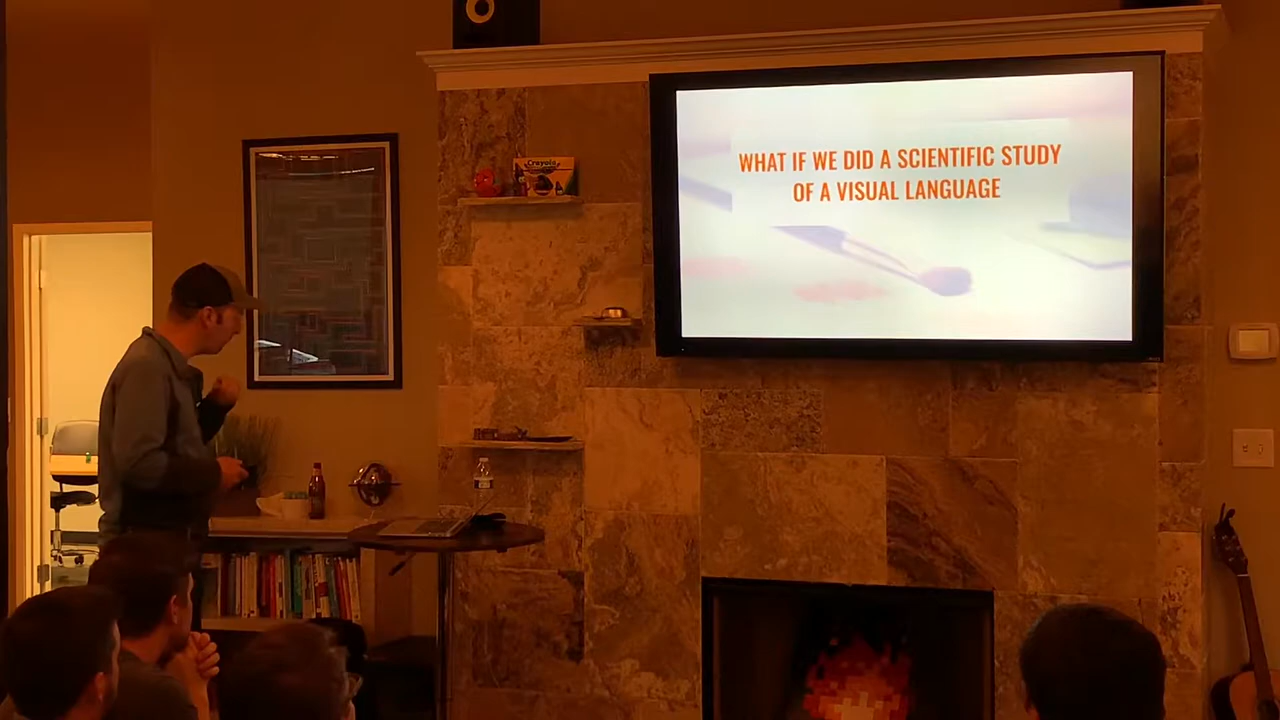 Crayola
WHAT IF WE DID A SCIENTIFIC STUDY
OF A VISUAL LANGUAGE